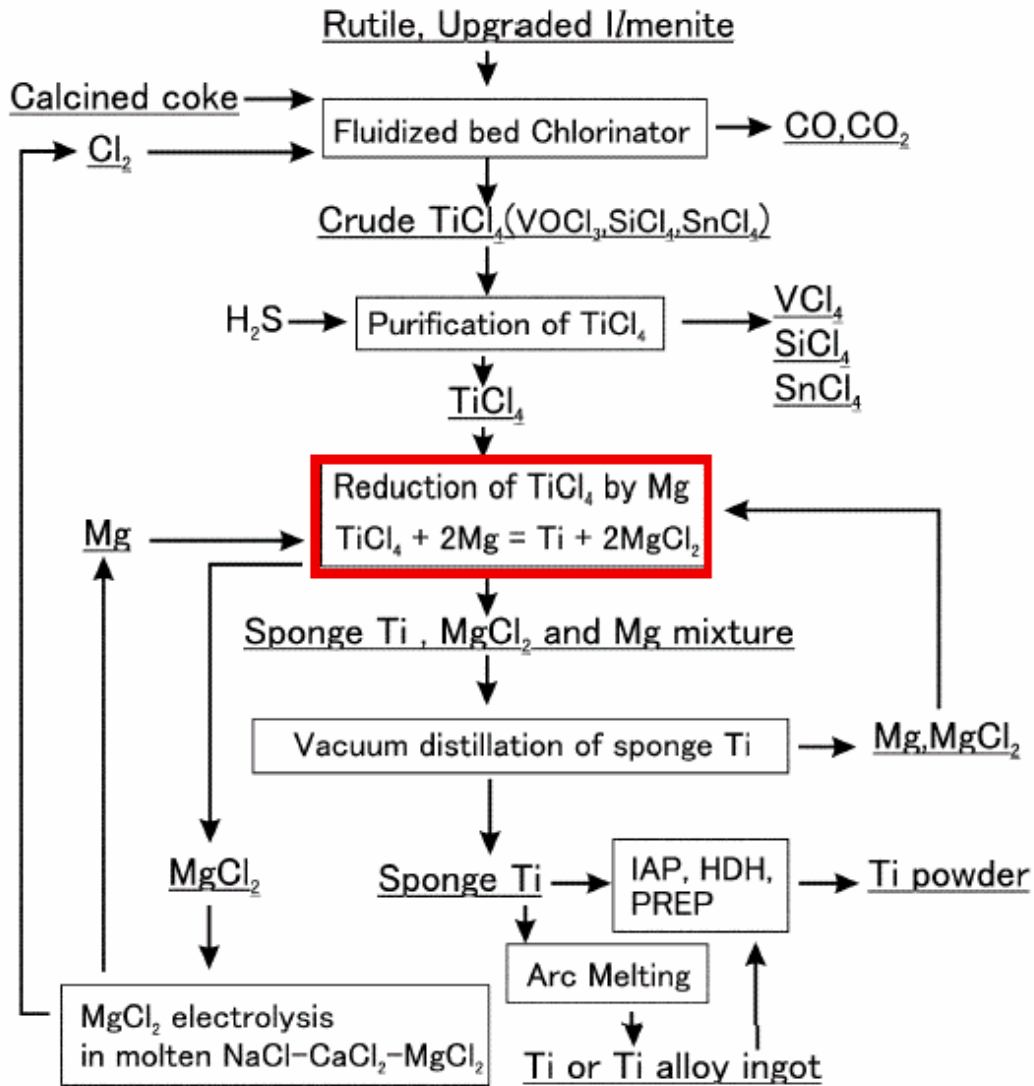 Rutile, Upgraded Ilmenite
Calcined coke
Cl₂
Fluidized bed Chlorinator
CO,CO₂
Crude TiCl₄(VOCl₃,SiCl₄,SnCl₄)
H₂S
Purification of TiCl₄
VCl₄
SiCl₄
SnCl₄
TiCl₄
Reduction of TiCl₄ by Mg
TiCl₄ + 2Mg = Ti + 2MgCl₂
Mg
Sponge Ti , MgCl₂ and Mg mixture
Vacuum distillation of sponge Ti
Mg,MgCl₂
MgCl₂
Sponge Ti
IAP, HDH,
PREP
Ti powder
Arc Melting
MgCl₂ electrolysis
in molten NaCl-CaCl₂-MgCl₂
Ti or Ti alloy ingot